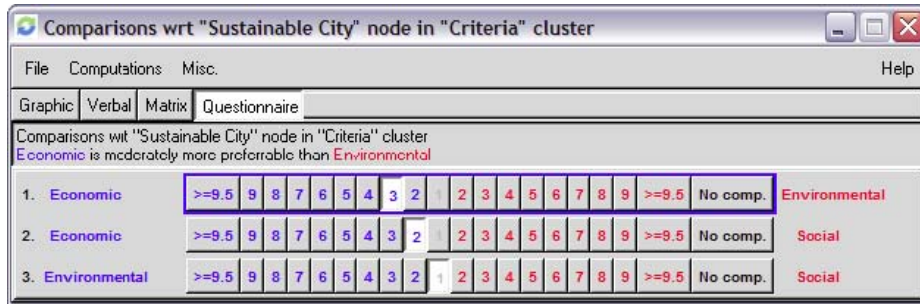 Comparisons wrt "Sustainable City" node in "Criteria" cluster
File Computations Misc. Help
Graphic Verbal Matrix Questionnaire
Comparisons wrt "Sustainable City" node in "Criteria" cluster
Economic is moderately more preferrable than Environmental
1. Economic >=9.5 9 8 7 6 5 4 3 2 1 2 3 4 5 6 7 8 9 >=9.5 No comp. Environmental
2. Economic >=9.5 9 8 7 6 5 4 3 2 1 2 3 4 5 6 7 8 9 >=9.5 No comp. Social
3. Environmental >=9.5 9 8 7 6 5 4 3 2 1 2 3 4 5 6 7 8 9 >=9.5 No comp. Social